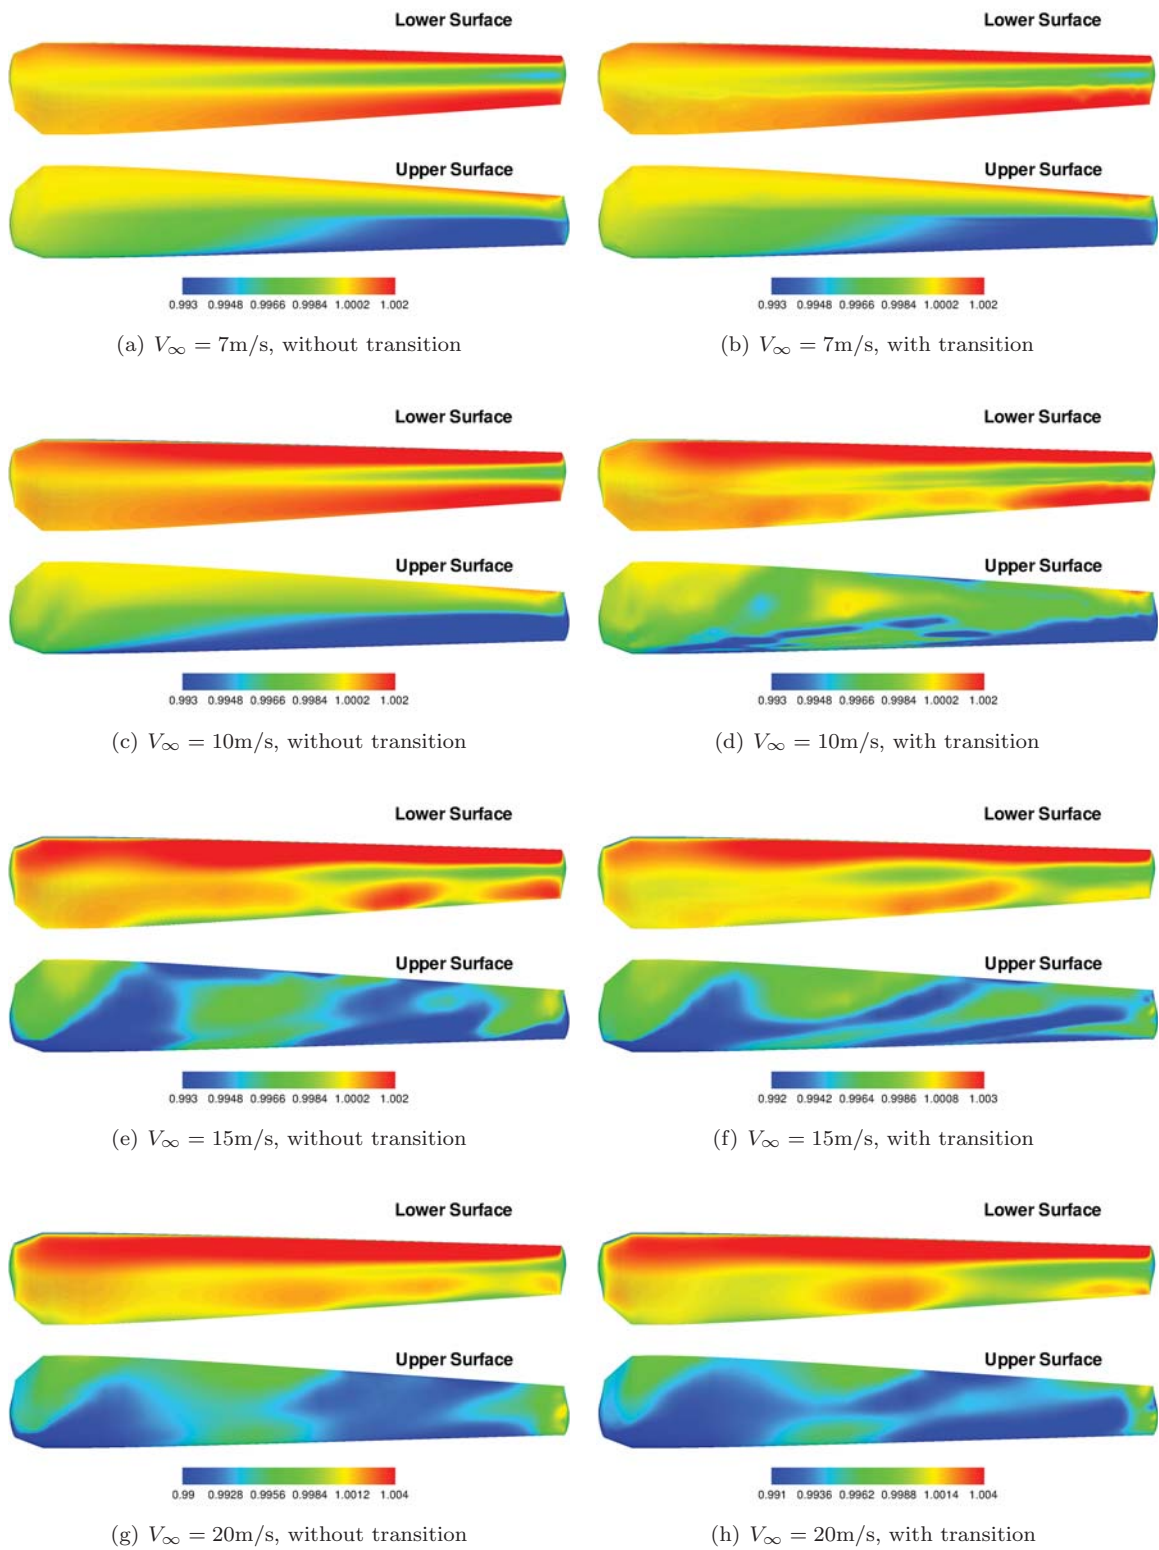 Lower Surface Lower Surface
Upper Surface Upper Surface
0.993 0.9948 0.9966 0.9984 1.0002 1.002 0.993 0.9948 0.9966 0.9984 1.0002 1.002
(a) V∞ = 7m/s, without transition (b) V∞ = 7m/s, with transition
Lower Surface Lower Surface
Upper Surface Upper Surface
0.993 0.9948 0.9966 0.9984 1.0002 1.002 0.993 0.9948 0.9966 0.9984 1.0002 1.002
(c) V∞ = 10m/s, without transition (d) V∞ = 10m/s, with transition
Lower Surface Lower Surface
Upper Surface Upper Surface
0.993 0.9948 0.9966 0.9984 1.0002 1.002 0.992 0.9942 0.9964 0.9986 1.0008 1.003
(e) V∞ = 15m/s, without transition (f) V∞ = 15m/s, with transition
Lower Surface Lower Surface
Upper Surface Upper Surface
0.99 0.9928 0.9956 0.9984 1.0012 1.004 0.991 0.9936 0.9962 0.9988 1.0014 1.004
(g) V∞ = 20m/s, without transition (h) V∞ = 20m/s, with transition